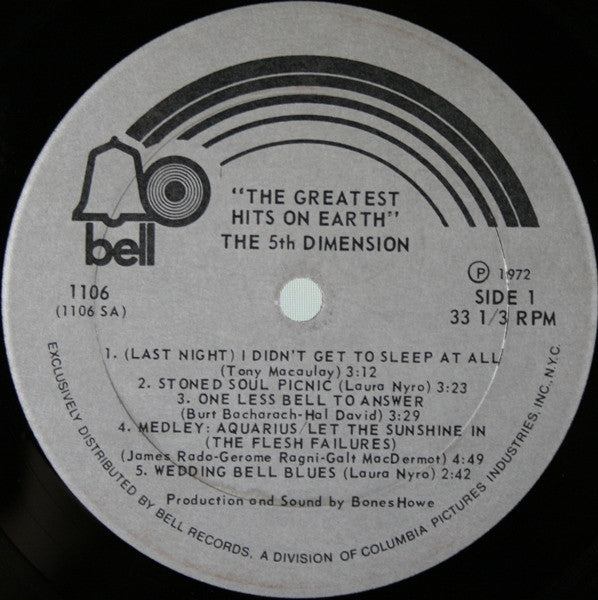 bell
"THE GREATEST
HITS ON EARTH"
THE 5th DIMENSION
1106
(1106 SA)
℗ 1972
SIDE 1
33 1/3 RPM
1. (LAST NIGHT) I DIDN'T GET TO SLEEP AT ALL
(Tony Macaulay) 3:12
2. STONED SOUL PICNIC (Laura Nyro) 3:23
3. ONE LESS BELL TO ANSWER
(Burt Bacharach-Hal David) 3:29
4. MEDLEY: AQUARIUS/LET THE SUNSHINE IN
(THE FLESH FAILURES)
(James Rado-Gerome Ragni-Galt MacDermot) 4:49
5. WEDDING BELL BLUES (Laura Nyro) 2:42
Production and Sound by Bones Howe
EXCLUSIVELY DISTRIBUTED BY BELL RECORDS, A DIVISION OF COLUMBIA PICTURES INDUSTRIES, INC., N.Y.C.